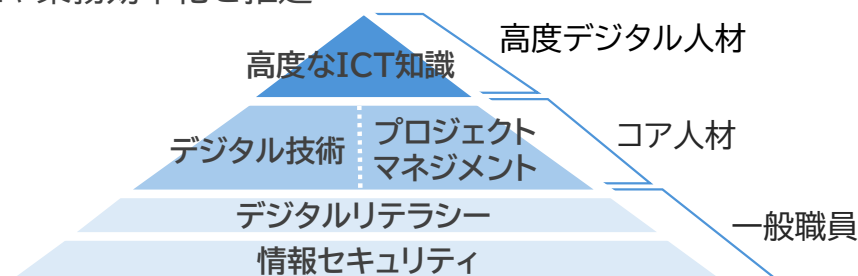 高度デジタル人材
高度なICT知識
デジタル技術
プロジェクト
マネジメント
コア人材
デジタルリテラシー
一般職員
情報セキュリティ